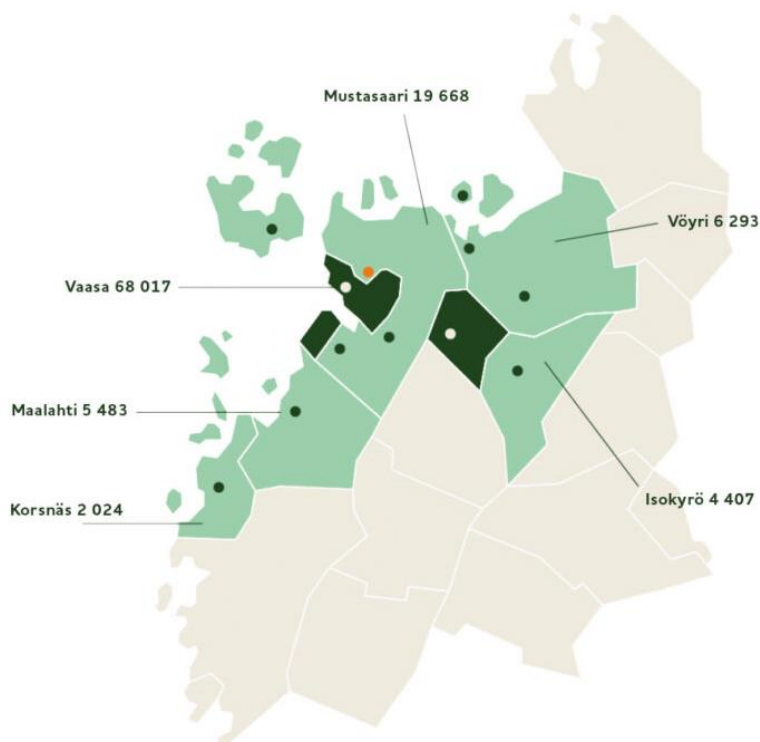 Mustasaari 19 668
Vöyri 6 293
Vaasa 68 017
Maalahti 5 483
Isokyrö 4 407
Korsnäs 2 024